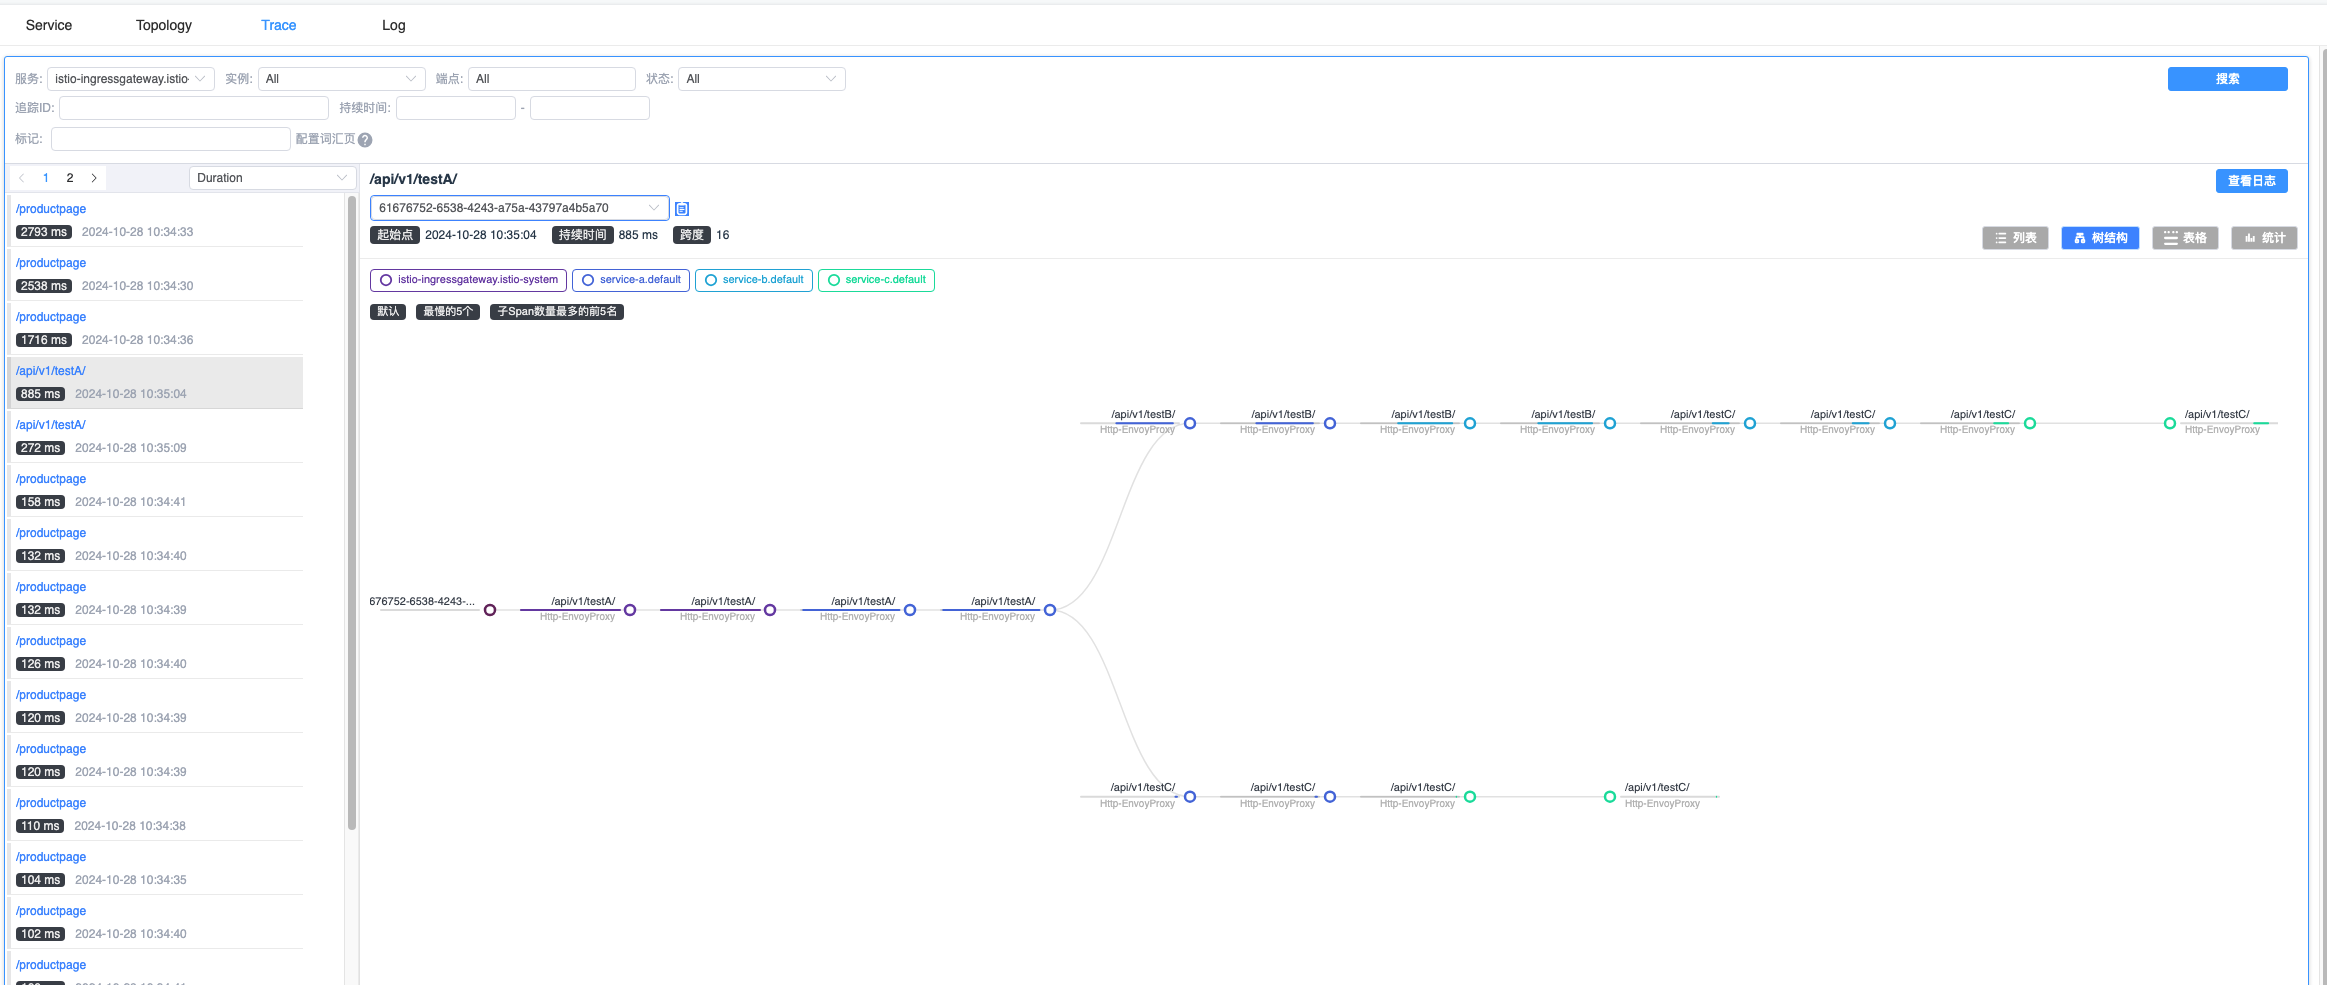 Service Topology Trace Log
服务: istio-ingressgateway.istio- 实例: All 端点: All 状态: All 搜索
追踪ID: 持续时间: -
标记: 配置词汇页 ?
1 2 Duration
/productpage
2793 ms 2024-10-28 10:34:33
/productpage
2538 ms 2024-10-28 10:34:30
/productpage
1716 ms 2024-10-28 10:34:36
/api/v1/testA/
885 ms 2024-10-28 10:35:04
/api/v1/testA/
272 ms 2024-10-28 10:35:09
/productpage
158 ms 2024-10-28 10:34:41
/productpage
132 ms 2024-10-28 10:34:40
/productpage
132 ms 2024-10-28 10:34:39
/productpage
126 ms 2024-10-28 10:34:40
/productpage
120 ms 2024-10-28 10:34:39
/productpage
120 ms 2024-10-28 10:34:39
/productpage
110 ms 2024-10-28 10:34:38
/productpage
104 ms 2024-10-28 10:34:35
/productpage
102 ms 2024-10-28 10:34:40
/productpage
/api/v1/testA/ 查看日志
61676752-6538-4243-a75a-43797a4b5a70
起始点 2024-10-28 10:35:04 持续时间 885 ms 跨度 16
列表 树结构 表格 统计
istio-ingressgateway.istio-system service-a.default service-b.default service-c.default
默认 最慢的5个 子Span数量最多的前5名
/api/v1/testB/ /api/v1/testB/ /api/v1/testB/ /api/v1/testB/ /api/v1/testC/ /api/v1/testC/ /api/v1/testC/ /api/v1/testC/
Http-EnvoyProxy Http-EnvoyProxy Http-EnvoyProxy Http-EnvoyProxy Http-EnvoyProxy Http-EnvoyProxy Http-EnvoyProxy Http-EnvoyProxy
676752-6538-4243-... /api/v1/testA/ /api/v1/testA/ /api/v1/testA/ /api/v1/testA/
Http-EnvoyProxy Http-EnvoyProxy Http-EnvoyProxy Http-EnvoyProxy
/api/v1/testC/ /api/v1/testC/ /api/v1/testC/ /api/v1/testC/
Http-EnvoyProxy Http-EnvoyProxy Http-EnvoyProxy Http-EnvoyProxy